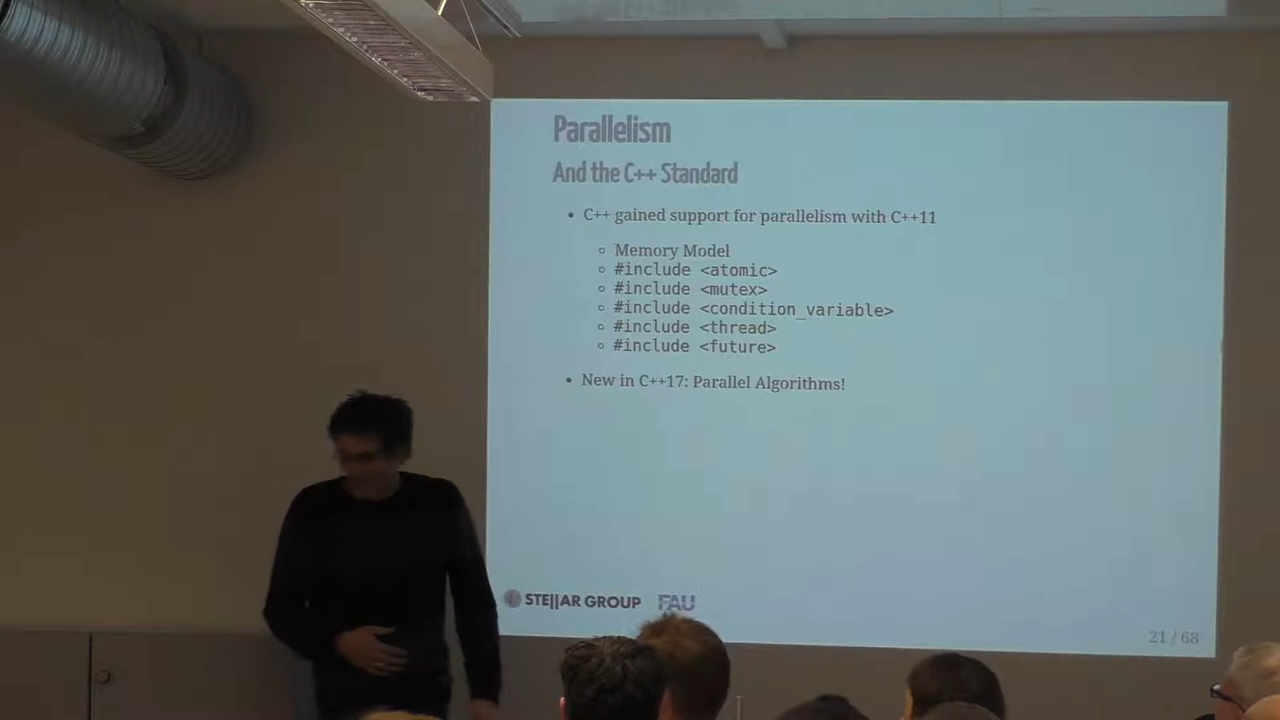 Parallelism
And the C++ Standard
• C++ gained support for parallelism with C++11
◦ Memory Model
◦ #include <atomic>
◦ #include <mutex>
◦ #include <condition_variable>
◦ #include <thread>
◦ #include <future>
• New in C++17: Parallel Algorithms!
STE||AR GROUP FAU
21 / 68